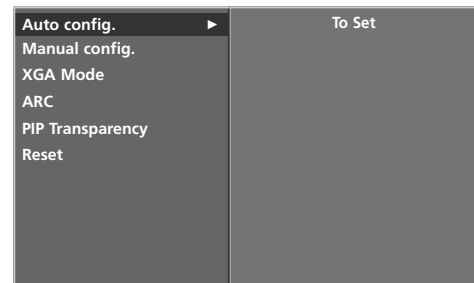 Auto config. ► To Set
Manual config.
XGA Mode
ARC
PIP Transparency
Reset